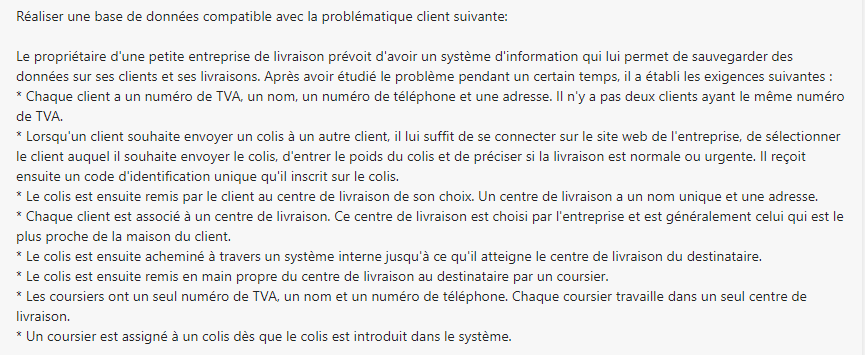 Réaliser une base de données compatible avec la problématique client suivante:
Le propriétaire d'une petite entreprise de livraison prévoit d'avoir un système d'information qui lui permet de sauvegarder des
données sur ses clients et ses livraisons. Après avoir étudié le problème pendant un certain temps, il a établi les exigences suivantes :
* Chaque client a un numéro de TVA, un nom, un numéro de téléphone et une adresse. Il n'y a pas deux clients ayant le même numéro
de TVA.
* Lorsqu'un client souhaite envoyer un colis à un autre client, il lui suffit de se connecter sur le site web de l'entreprise, de sélectionner
le client auquel il souhaite envoyer le colis, d'entrer le poids du colis et de préciser si la livraison est normale ou urgente. Il reçoit
ensuite un code d'identification unique qu'il inscrit sur le colis.
* Le colis est ensuite remis par le client au centre de livraison de son choix. Un centre de livraison a un nom unique et une adresse.
* Chaque client est associé à un centre de livraison. Ce centre de livraison est choisi par l'entreprise et est généralement celui qui est le
plus proche de la maison du client.
* Le colis est ensuite acheminé à travers un système interne jusqu'à ce qu'il atteigne le centre de livraison du destinataire.
* Le colis est ensuite remis en main propre du centre de livraison au destinataire par un coursier.
* Les coursiers ont un seul numéro de TVA, un nom et un numéro de téléphone. Chaque coursier travaille dans un seul centre de
livraison.
* Un coursier est assigné à un colis dès que le colis est introduit dans le système.